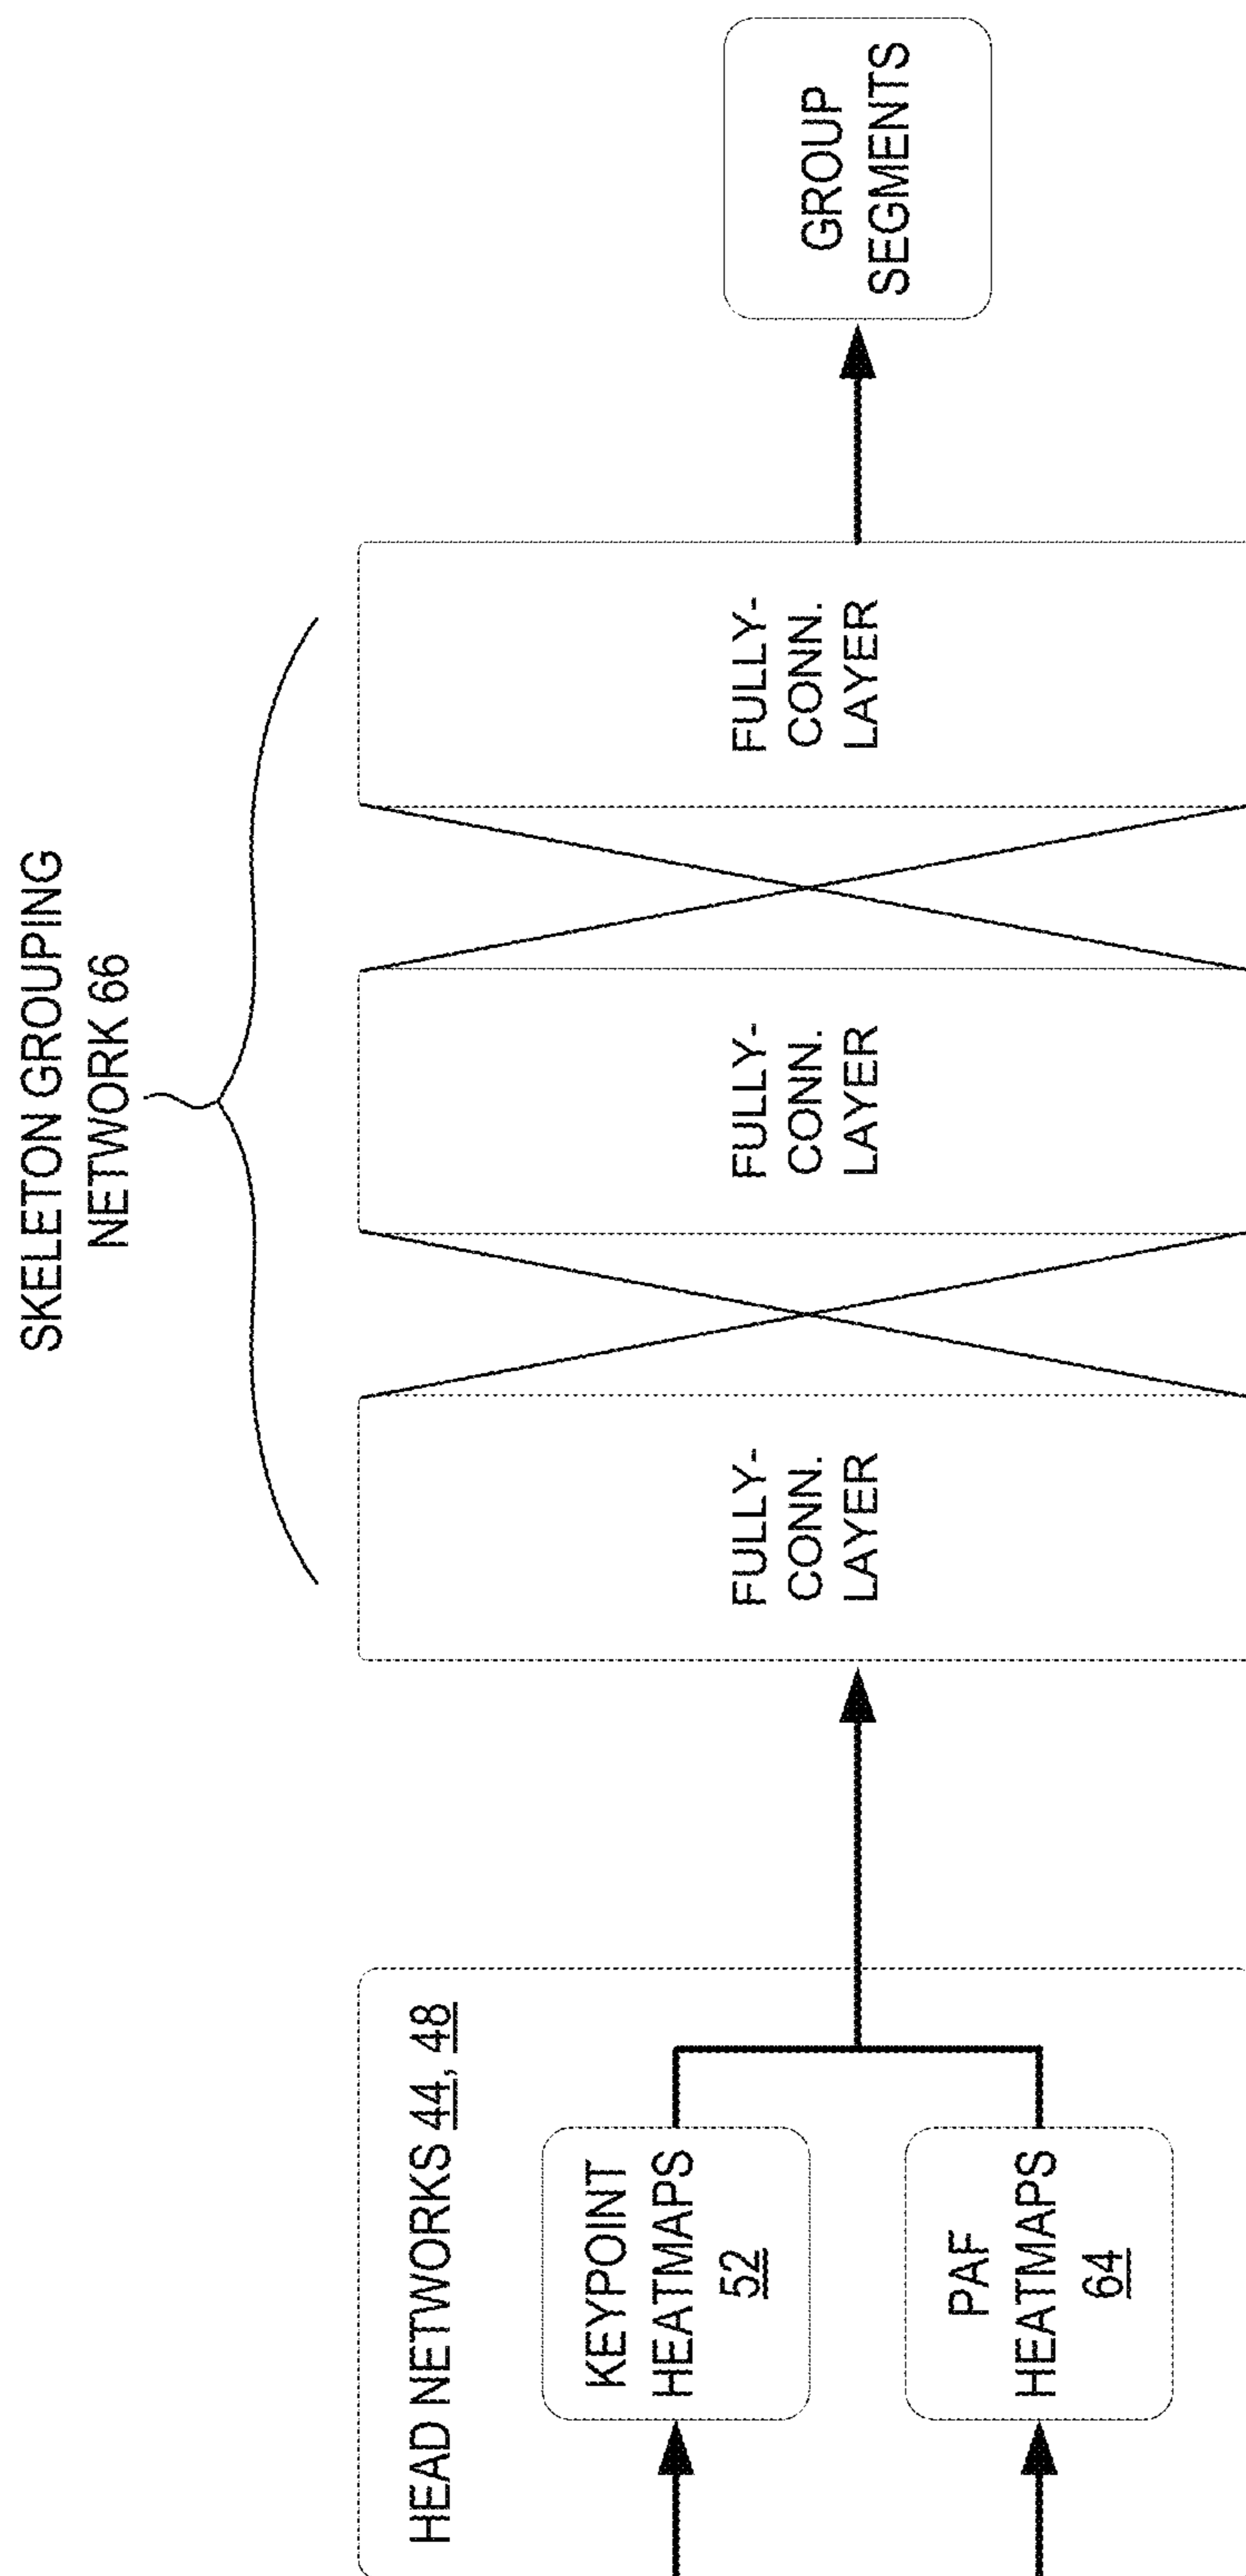 SKELETON GROUPING
NETWORK 66
HEAD NETWORKS 44, 48
KEYPOINT
HEATMAPS
52
PAF
HEATMAPS
64
FULLY-
CONN.
LAYER
FULLY-
CONN.
LAYER
FULLY-
CONN.
LAYER
GROUP
SEGMENTS